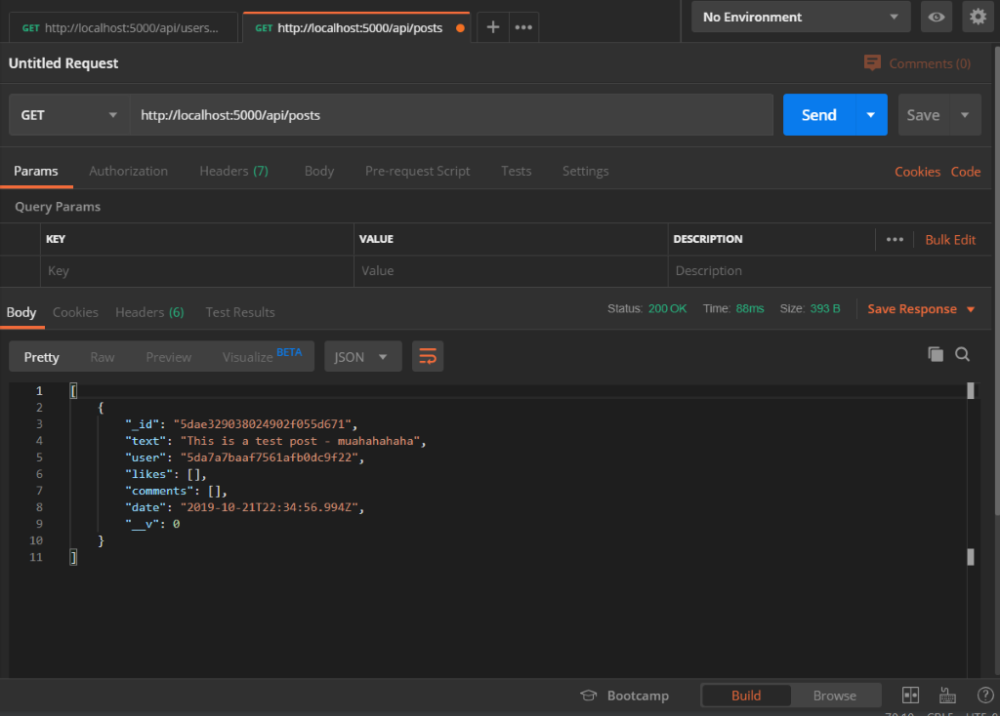 GET http://localhost:5000/api/users... GET http://localhost:5000/api/posts No Environment
Untitled Request Comments (0)
GET http://localhost:5000/api/posts Send Save
Params Authorization Headers (7) Body Pre-request Script Tests Settings Cookies Code
Query Params
KEY VALUE DESCRIPTION Bulk Edit
Key Value Description
Body Cookies Headers (6) Test Results Status: 200 OK Time: 88ms Size: 393 B Save Response
Pretty Raw Preview Visualize BETA JSON
1 [
2 {
3 "_id": "5dae329038024902f055d671",
4 "text": "This is a test post - muahahahaha",
5 "user": "5da7a7baaf7561afb0dc9f22",
6 "likes": [],
7 "comments": [],
8 "date": "2019-10-21T22:34:56.994Z",
9 "__v": 0
10 }
11 ]
Bootcamp Build Browse